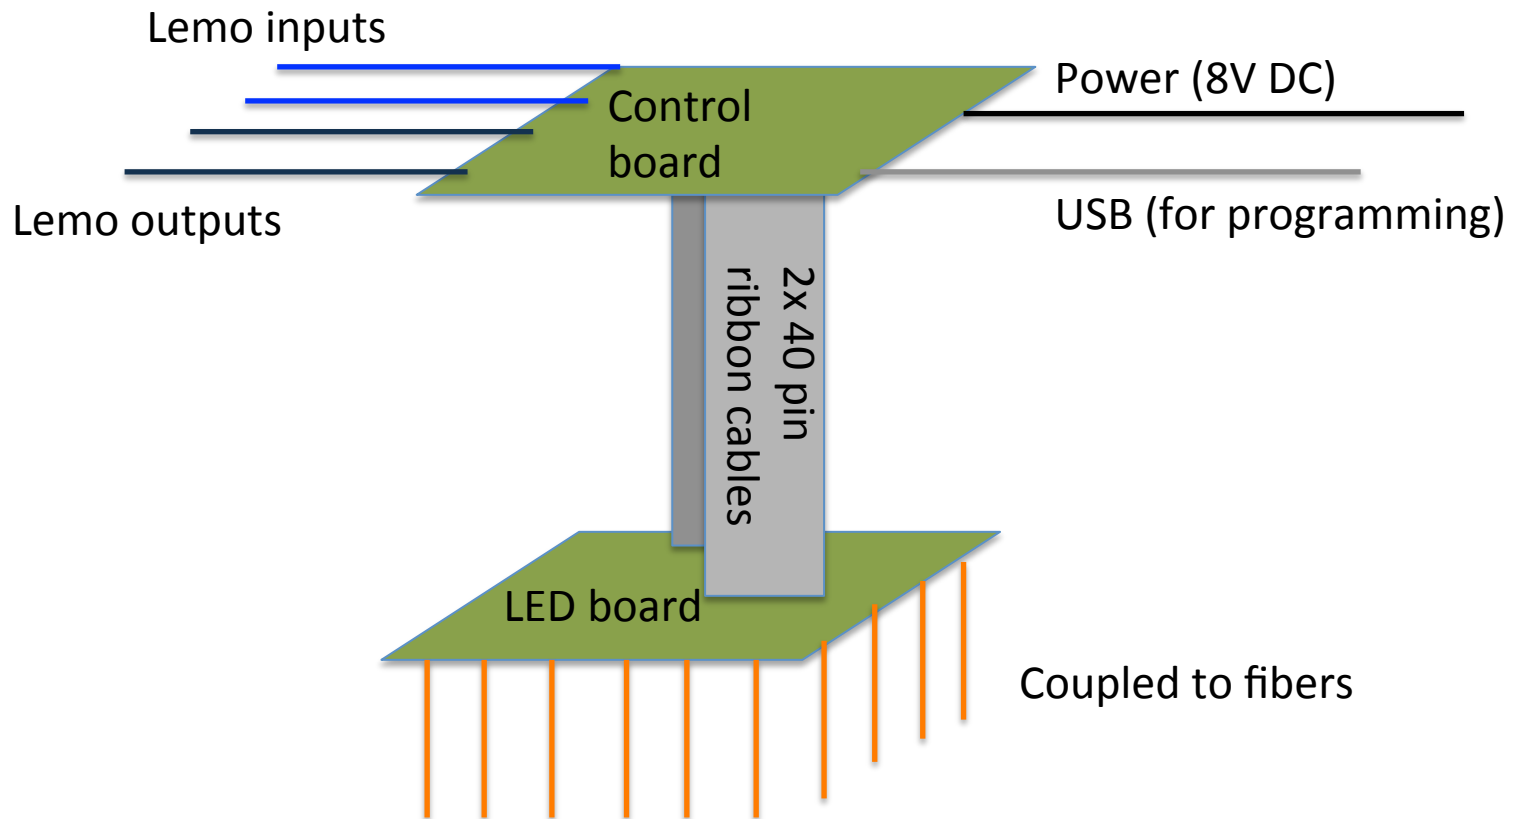 Lemo inputs
Control
board
Power (8V DC)
Lemo outputs
USB (for programming)
2x 40 pin
ribbon cables
LED board
Coupled to fibers